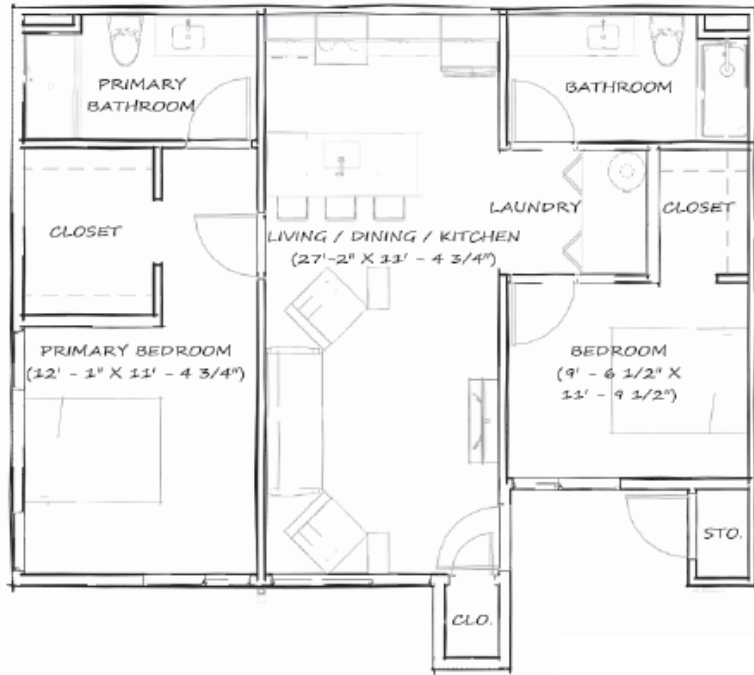 PRIMARY
BATHROOM
BATHROOM
CLOSET
LAUNDRY
CLOSET
LIVING / DINING / KITCHEN
(27'-2" X 11' - 4 3/4")
PRIMARY BEDROOM
(12' - 1" X 11' - 4 3/4")
BEDROOM
(9' - 6 1/2" X
11' - 9 1/2")
STO.
CLO.